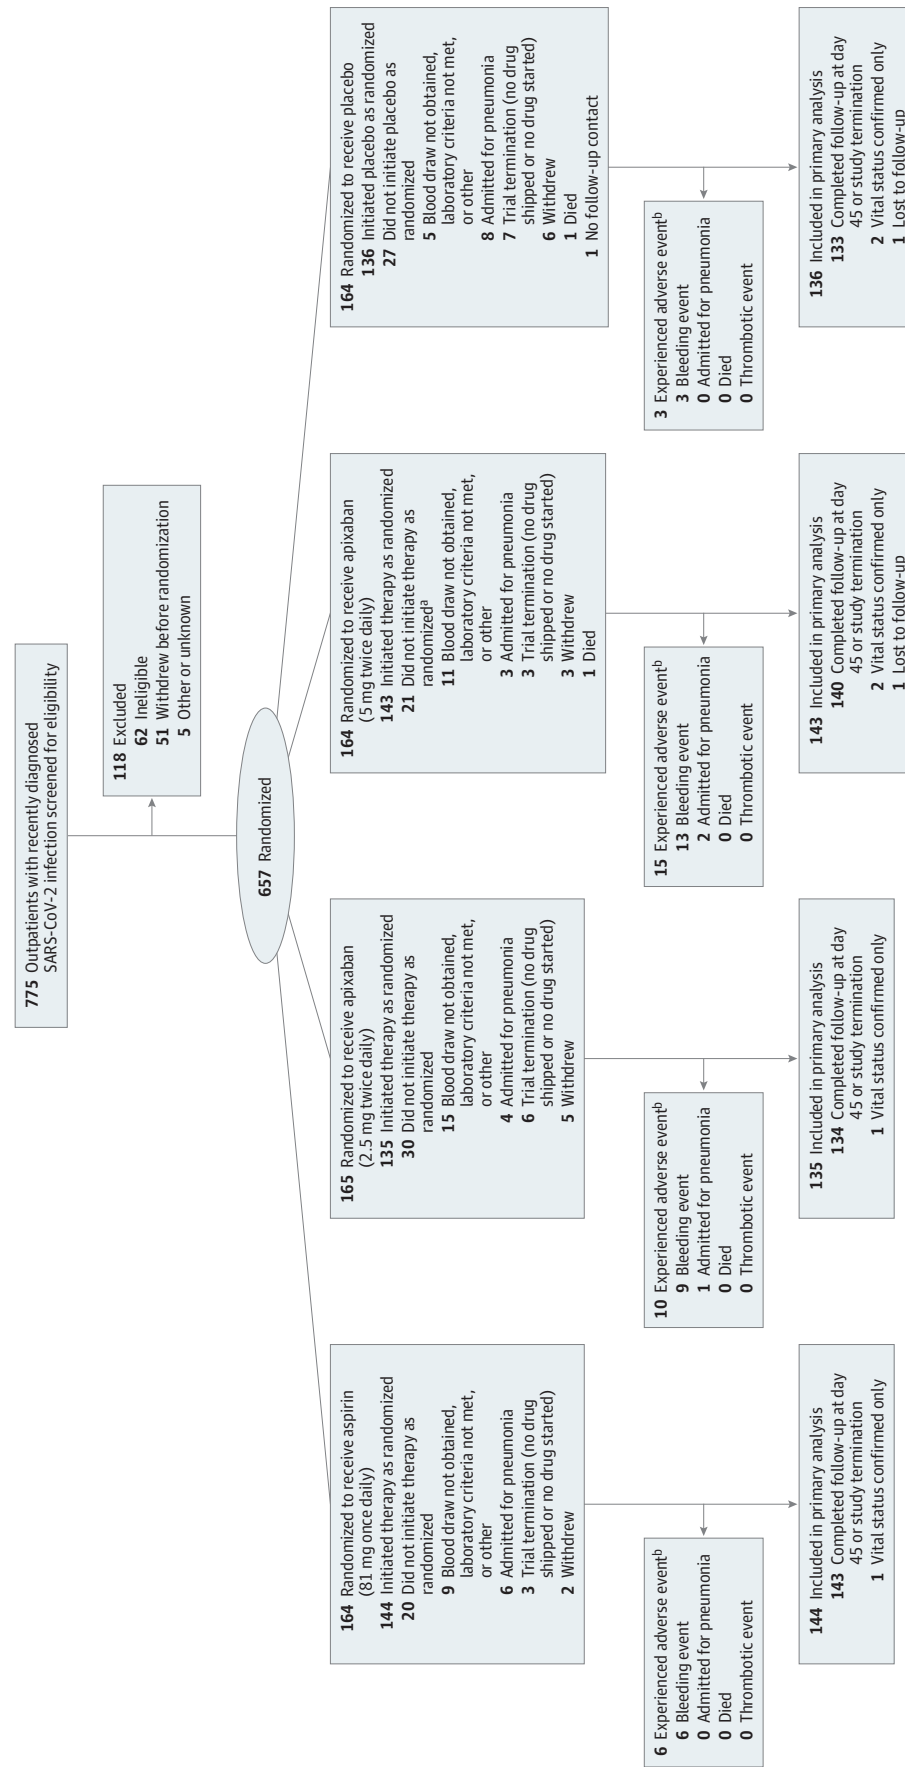 775 Outpatients with recently diagnosed
SARS-CoV-2 infection screened for eligibility
118 Excluded
62 Ineligible
51 Withdrew before randomization
5 Other or unknown
657 Randomized
164 Randomized to receive aspirin
(81 mg once daily)
144 Initiated therapy as randomized
20 Did not initiate therapy as
randomized
9 Blood draw not obtained,
laboratory criteria not met,
or other
6 Admitted for pneumonia
3 Trial termination (no drug
shipped or no drug started)
2 Withdrew
165 Randomized to receive apixaban
(2.5 mg twice daily)
135 Initiated therapy as randomized
30 Did not initiate therapy as
randomized
15 Blood draw not obtained,
laboratory criteria not met,
or other
4 Admitted for pneumonia
6 Trial termination (no drug
shipped or no drug started)
5 Withdrew
164 Randomized to receive apixaban
(5 mg twice daily)
143 Initiated therapy as randomized
21 Did not initiate therapy as
randomizedᵃ
11 Blood draw not obtained,
laboratory criteria not met,
or other
3 Admitted for pneumonia
3 Trial termination (no drug
shipped or no drug started)
3 Withdrew
1 Died
164 Randomized to receive placebo
136 Initiated placebo as randomized
27 Did not initiate placebo as
randomized
5 Blood draw not obtained,
laboratory criteria not met,
or other
8 Admitted for pneumonia
7 Trial termination (no drug
shipped or no drug started)
6 Withdrew
1 Died
1 No follow-up contact
6 Experienced adverse eventᵇ
6 Bleeding event
0 Admitted for pneumonia
0 Died
0 Thrombotic event
10 Experienced adverse eventᵇ
9 Bleeding event
1 Admitted for pneumonia
0 Died
0 Thrombotic event
15 Experienced adverse eventᵇ
13 Bleeding event
2 Admitted for pneumonia
0 Died
0 Thrombotic event
3 Experienced adverse eventᵇ
3 Bleeding event
0 Admitted for pneumonia
0 Died
0 Thrombotic event
144 Included in primary analysis
143 Completed follow-up at day
45 or study termination
1 Vital status confirmed only
135 Included in primary analysis
134 Completed follow-up at day
45 or study termination
1 Vital status confirmed only
143 Included in primary analysis
140 Completed follow-up at day
45 or study termination
2 Vital status confirmed only
1 Lost to follow-up
136 Included in primary analysis
133 Completed follow-up at day
45 or study termination
2 Vital status confirmed only
1 Lost to follow-up